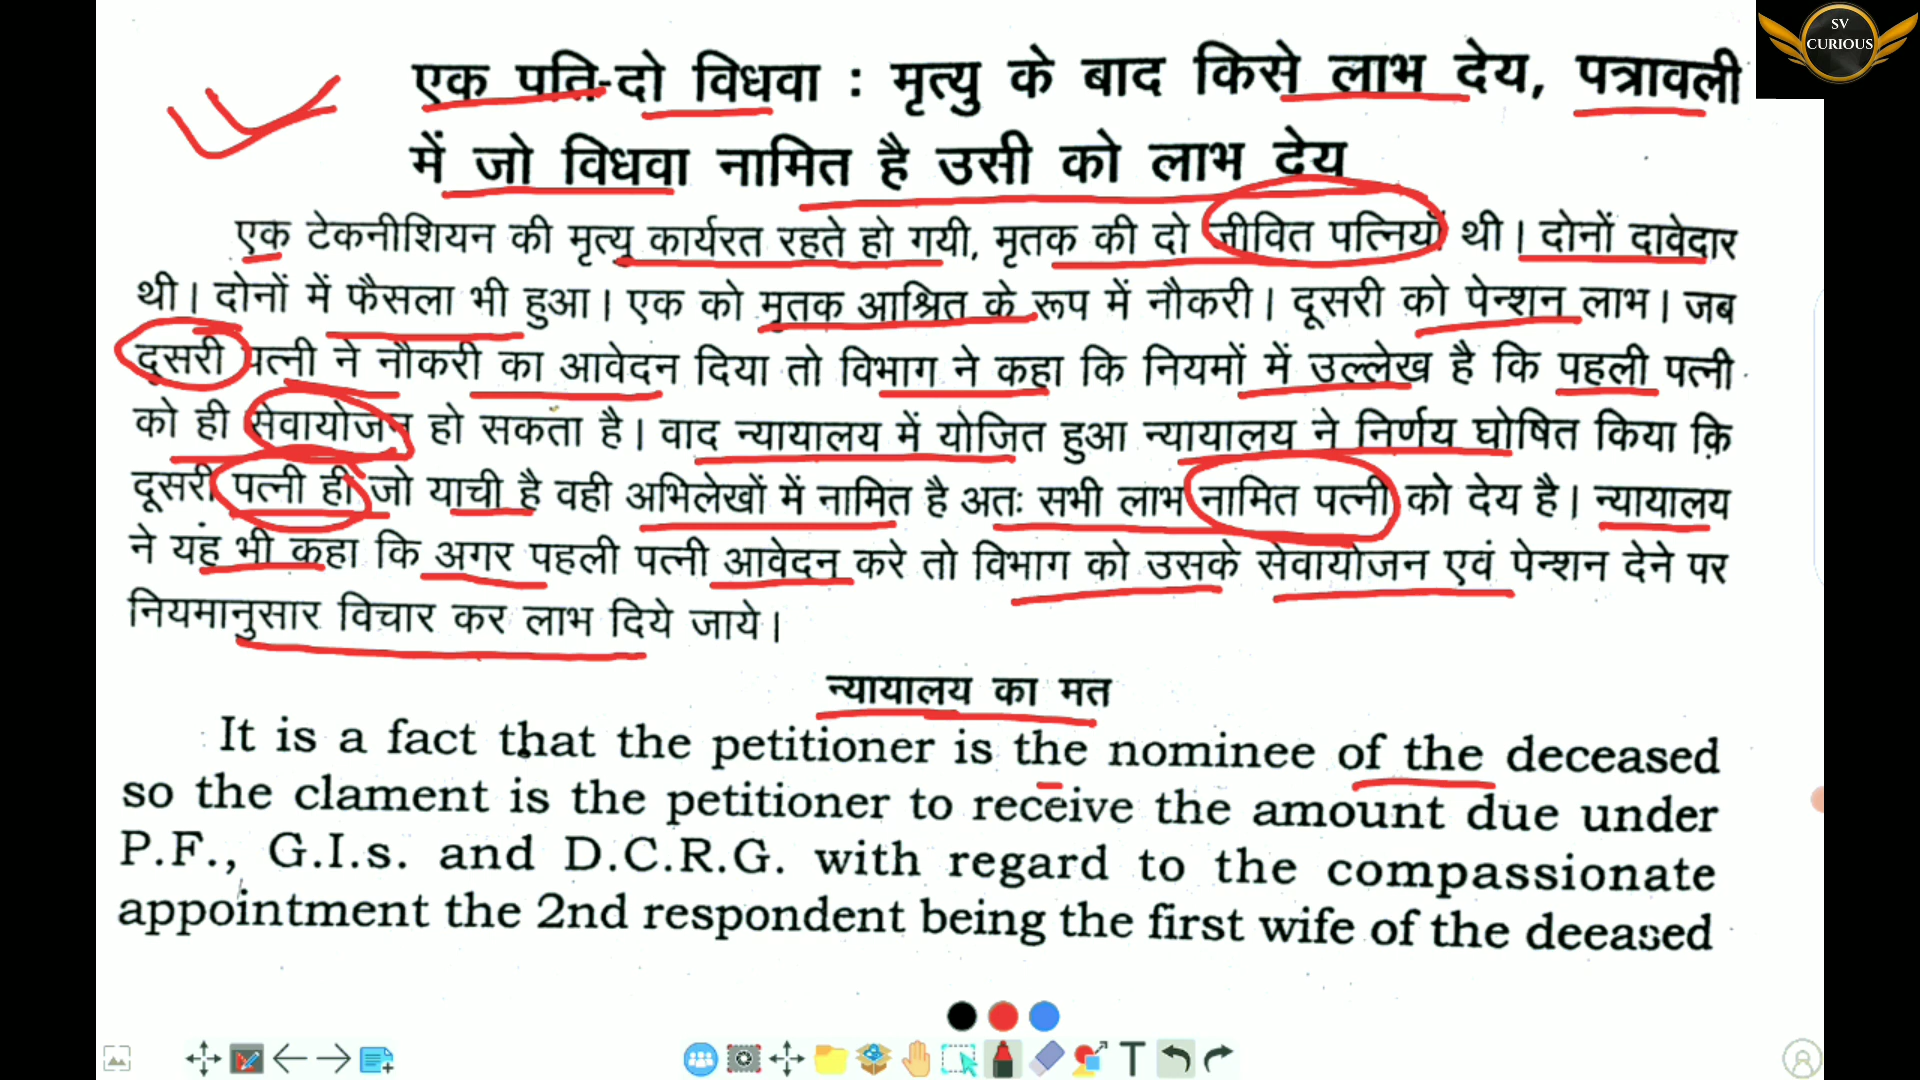 SV
CURIOUS
एक पति-दो विधवा : मृत्यु के बाद किसे लाभ देय, पत्रावली
में जो विधवा नामित है उसी को लाभ देय
एक टेकनीशियन की मृत्यु कार्यरत रहते हो गयी, मृतक की दो जीवित पत्नियाँ थी। दोनों दावेदार
थी। दोनों में फैसला भी हुआ। एक को मृतक आश्रित के रूप में नौकरी। दूसरी को पेन्शन लाभ। जब
दूसरी पत्नी ने नौकरी का आवेदन दिया तो विभाग ने कहा कि नियमों में उल्लेख है कि पहली पत्नी
को ही सेवायोजन हो सकता है। वाद न्यायालय में योजित हुआ न्यायालय ने निर्णय घोषित किया कि
दूसरी पत्नी ही जो याची है वही अभिलेखों में नामित है अतः सभी लाभ नामित पत्नी को देय है। न्यायालय
ने यह भी कहा कि अगर पहली पत्नी आवेदन करे तो विभाग को उसके सेवायोजन एवं पेन्शन देने पर
नियमानुसार विचार कर लाभ दिये जाये।
न्यायालय का मत
It is a fact that the petitioner is the nominee of the deceased
so the clament is the petitioner to receive the amount due under
P.F., G.I.s. and D.C.R.G. with regard to the compassionate
appointment the 2nd respondent being the first wife of the deeased